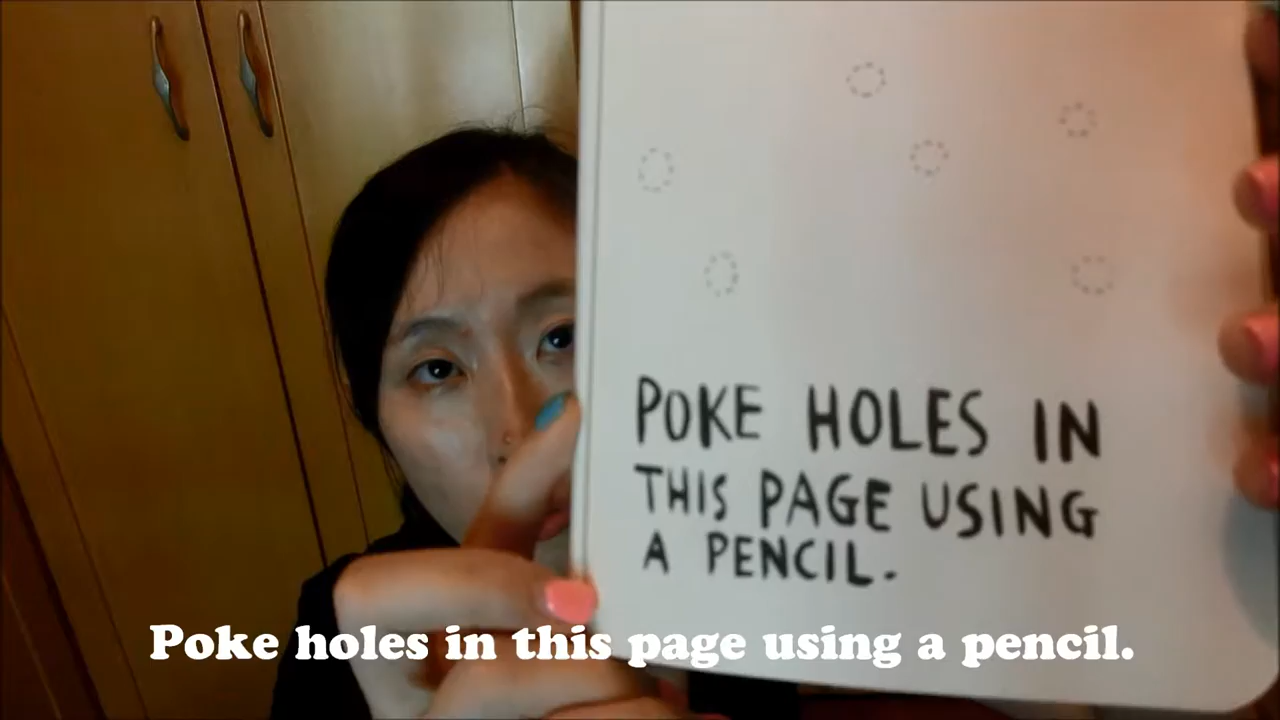 POKE HOLES IN
THIS PAGE USING
A PENCIL.
Poke holes in this page using a pencil.